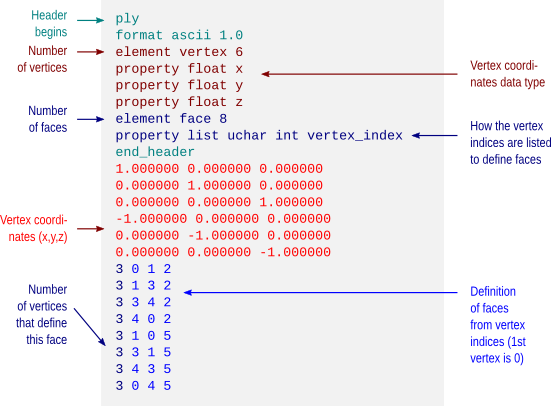 Header
begins
Number
of vertices
Number
of faces
Vertex coordi-
nates (x,y,z)
Number
of vertices
that define
this face
ply
format ascii 1.0
element vertex 6
property float x
property float y
property float z
element face 8
property list uchar int vertex_index
end_header
1.000000 0.000000 0.000000
0.000000 1.000000 0.000000
0.000000 0.000000 1.000000
-1.000000 0.000000 0.000000
0.000000 -1.000000 0.000000
0.000000 0.000000 -1.000000
3 0 1 2
3 1 3 2
3 3 4 2
3 4 0 2
3 1 0 5
3 3 1 5
3 4 3 5
3 0 4 5
Vertex coordi-
nates data type
How the vertex
indices are listed
to define faces
Definition
of faces
from vertex
indices (1st
vertex is 0)